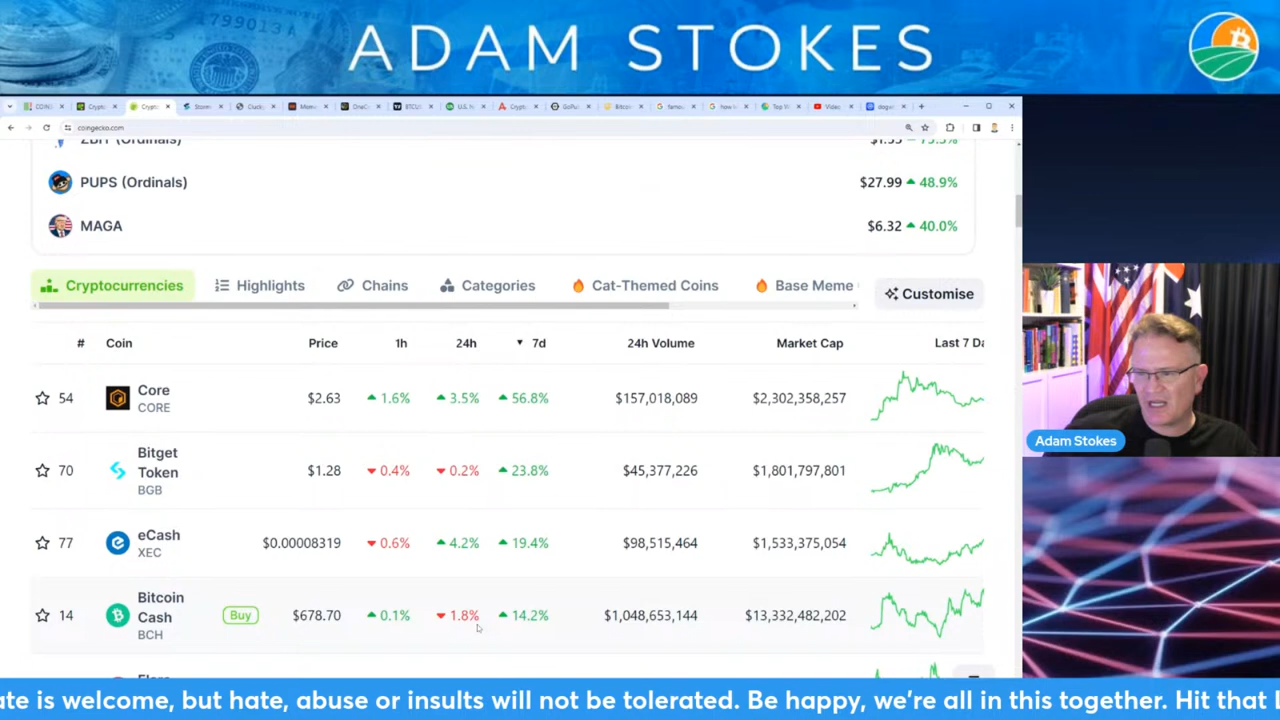 ADAM STOKES
coingecko.com
ZBIT (Ordinals)
PUPS (Ordinals) $27.99 48.9%
MAGA $6.32 40.0%
Cryptocurrencies Highlights Chains Categories Cat-Themed Coins Base Meme Customise
# Coin Price 1h 24h 7d 24h Volume Market Cap Last 7 Da
54 Core CORE $2.63 1.6% 3.5% 56.8% $157,018,089 $2,302,358,257
70 Bitget Token BGB $1.28 0.4% 0.2% 23.8% $45,377,226 $1,801,797,801
77 eCash XEC $0.00008319 0.6% 4.2% 19.4% $98,515,464 $1,533,375,054
14 Bitcoin Cash BCH Buy $678.70 0.1% 1.8% 14.2% $1,048,653,144 $13,332,482,202
Adam Stokes
ate is welcome, but hate, abuse or insults will not be tolerated. Be happy, we're all in this together. Hit that